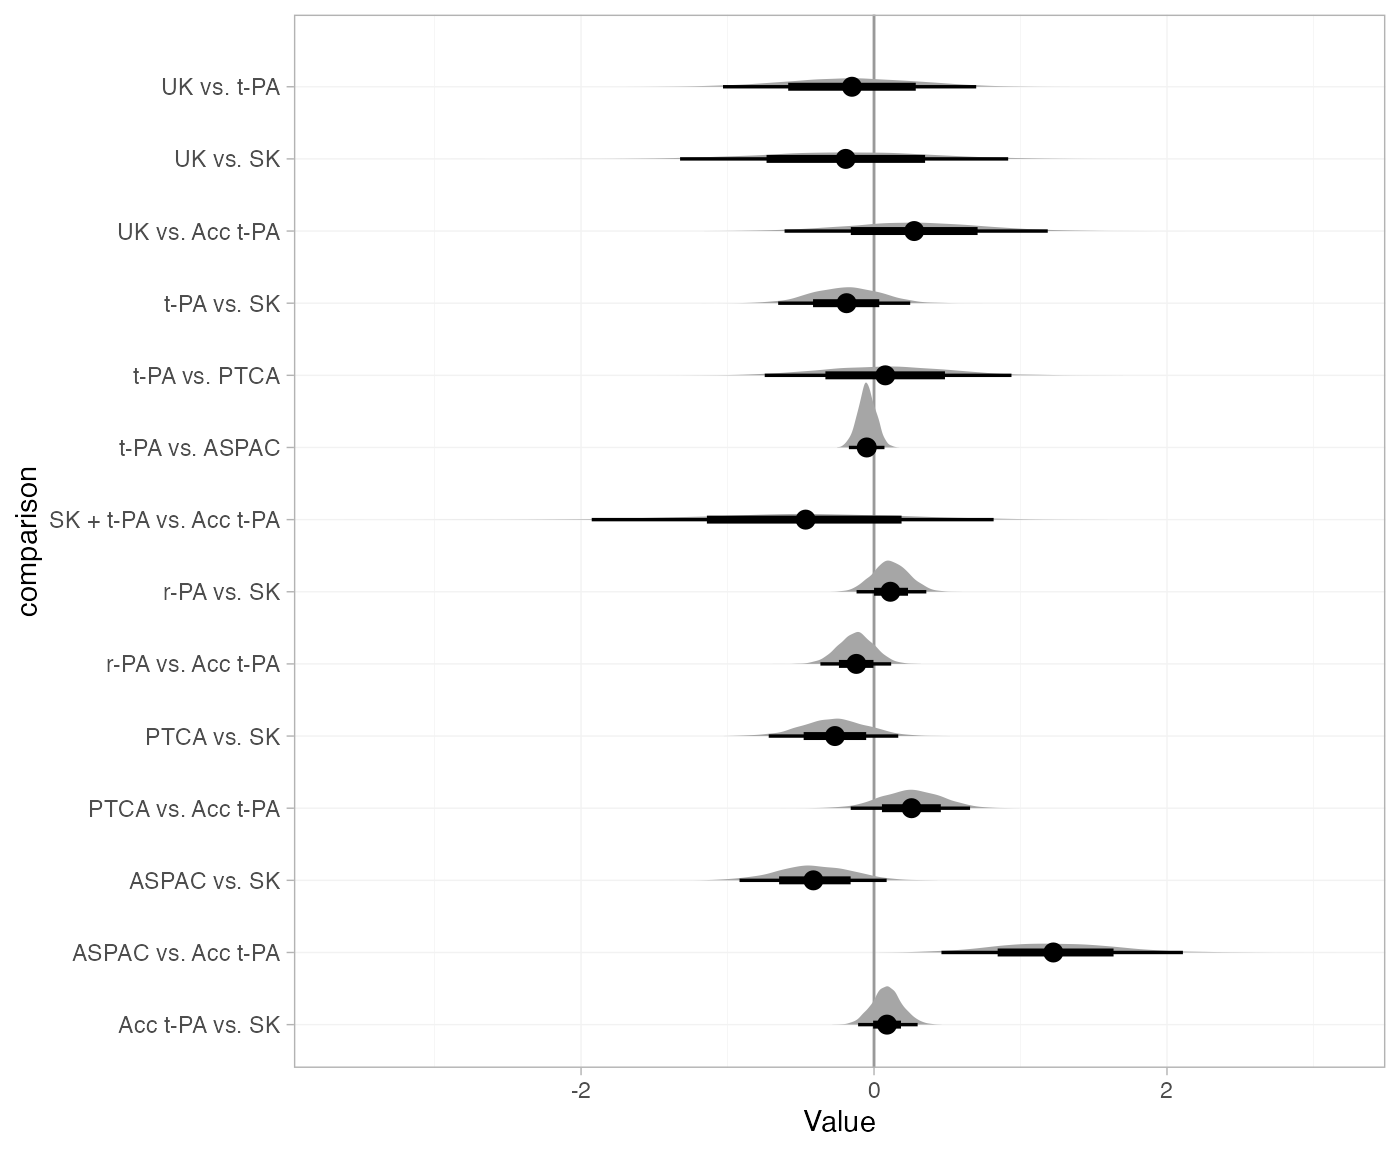 UK vs. t-PA
UK vs. SK
UK vs. Acc t-PA
t-PA vs. SK
t-PA vs. PTCA
t-PA vs. ASPAC
SK + t-PA vs. Acc t-PA
r-PA vs. SK
r-PA vs. Acc t-PA
PTCA vs. SK
PTCA vs. Acc t-PA
ASPAC vs. SK
ASPAC vs. Acc t-PA
Acc t-PA vs. SK
comparison
-2 0 2
Value